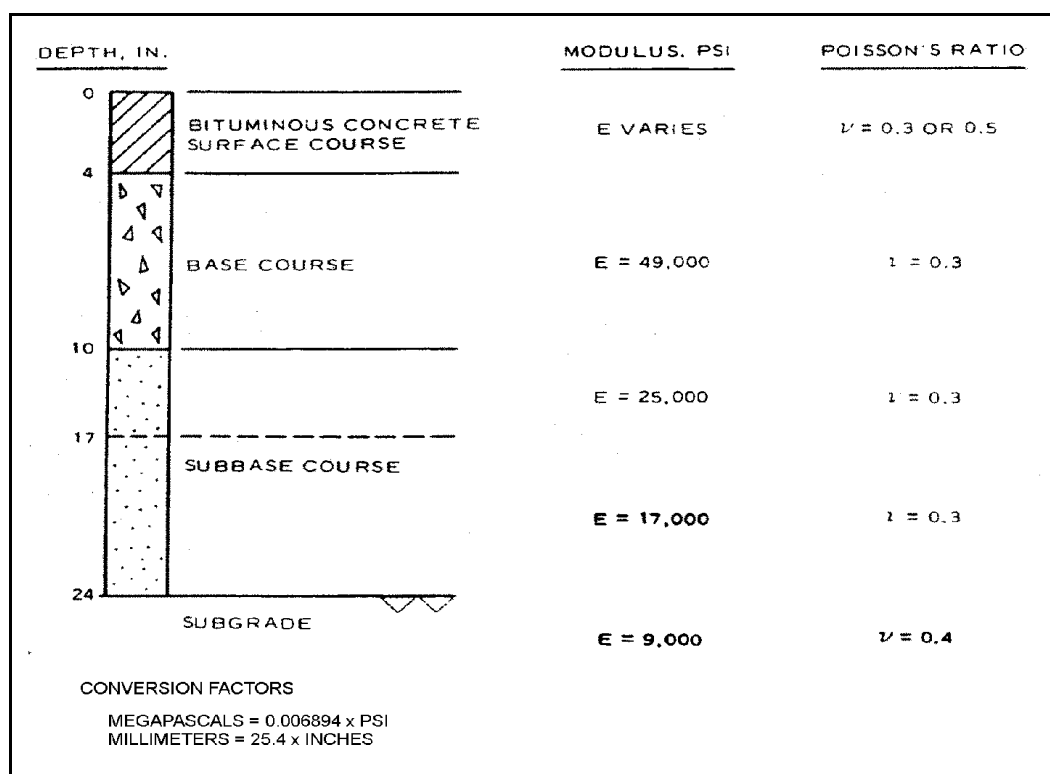 DEPTH, IN. MODULUS, PSI POISSON'S RATIO
0
BITUMINOUS CONCRETE
SURFACE COURSE E VARIES ν = 0.3 OR 0.5
4
BASE COURSE E = 49,000 ν = 0.3
10
E = 25,000 ν = 0.3
17
SUBBASE COURSE
E = 17,000 ν = 0.3
24
SUBGRADE
E = 9,000 ν = 0.4
CONVERSION FACTORS
MEGAPASCALS = 0.006894 x PSI
MILLIMETERS = 25.4 x INCHES